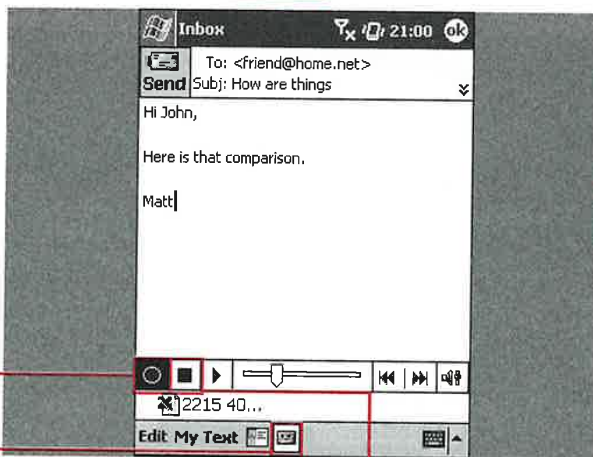 Inbox 21:00 ok
To: <friend@home.net>
Send Subj: How are things
Hi John,
Here is that comparison.
Matt
2215 40...
Edit My Text